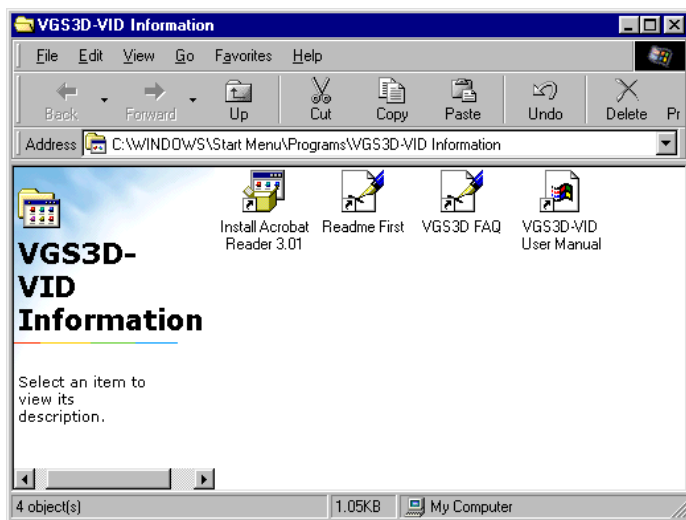 VGS3D-VID Information
File Edit View Go Favorites Help
Back Forward Up Cut Copy Paste Undo Delete Pr
Address C:\WINDOWS\Start Menu\Programs\VGS3D-VID Information
Install Acrobat
Reader 3.01
Readme First
VGS3D FAQ
VGS3D-VID
User Manual
VGS3D-
VID
Information
Select an item to
view its
description.
4 object(s) 1.05KB My Computer